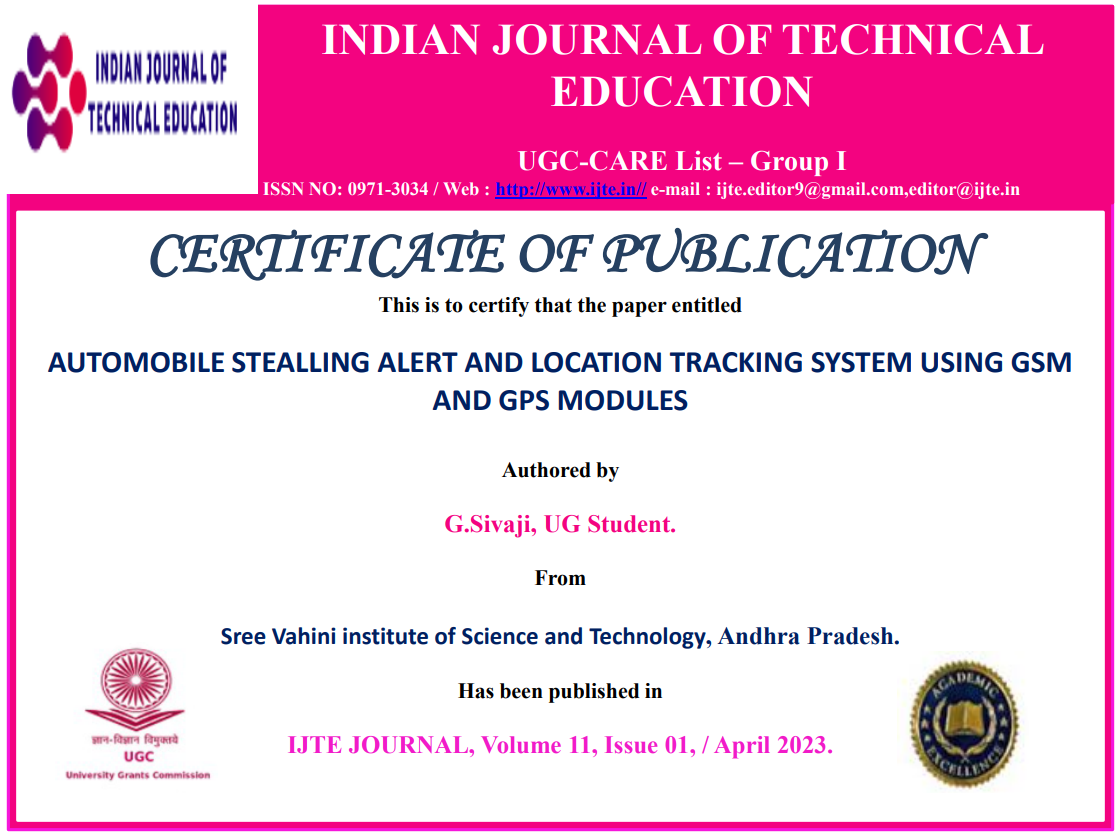 INDIAN JOURNAL OF
TECHNICAL EDUCATION
INDIAN JOURNAL OF TECHNICAL
EDUCATION
UGC-CARE List – Group I
ISSN NO: 0971-3034 / Web : http://www.ijte.in// e-mail : ijte.editor9@gmail.com,editor@ijte.in
CERTIFICATE OF PUBLICATION
This is to certify that the paper entitled
AUTOMOBILE STEALLING ALERT AND LOCATION TRACKING SYSTEM USING GSM
AND GPS MODULES
Authored by
G.Sivaji, UG Student.
From
Sree Vahini institute of Science and Technology, Andhra Pradesh.
Has been published in
IJTE JOURNAL, Volume 11, Issue 01, / April 2023.
ज्ञान-विज्ञान विमुक्तये
UGC
University Grants Commission
ACADEMIC
EXCELLENCE